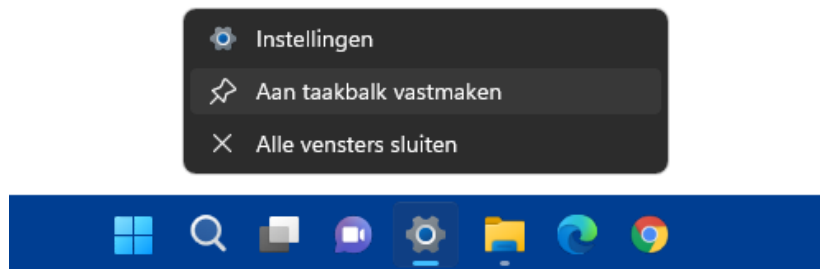 Instellingen
Aan taakbalk vastmaken
Alle vensters sluiten